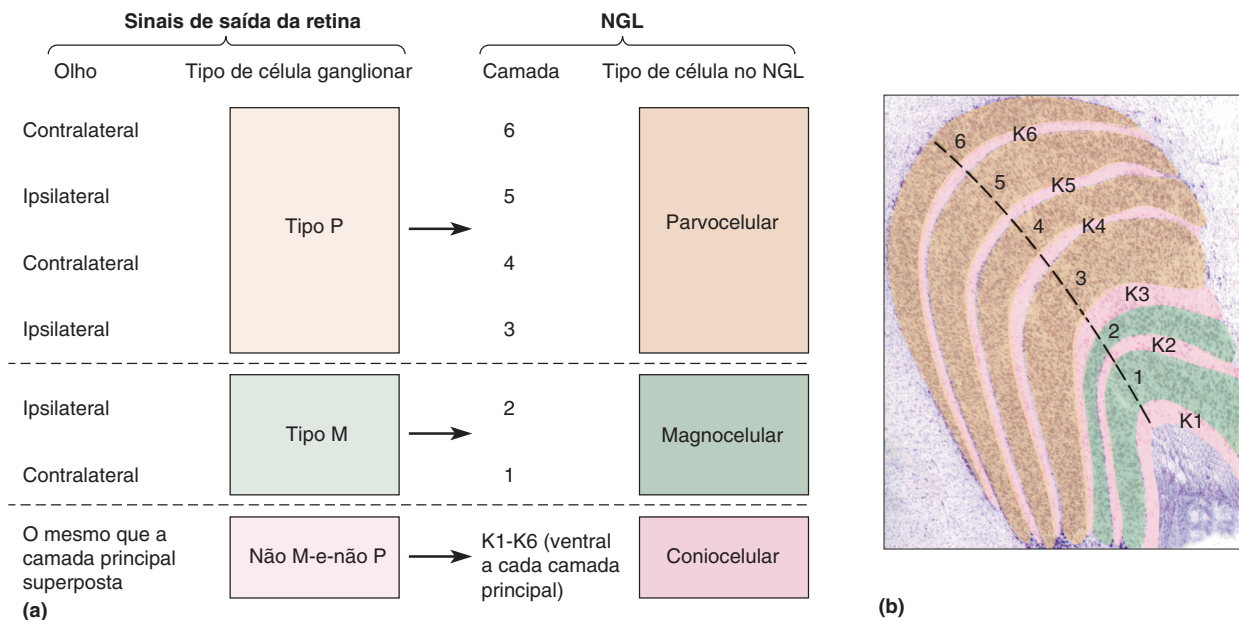 Sinais de saída da retina
NGL
Olho
Tipo de célula ganglionar
Camada
Tipo de célula no NGL
Contralateral
6
Ipsilateral
Tipo P
5
Parvocelular
Contralateral
4
Ipsilateral
3
Ipsilateral
Tipo M
2
Magnocelular
Contralateral
1
O mesmo que a
camada principal
superposta
Não M-e-não P
K1-K6 (ventral
a cada camada
principal)
Coniocelular
(a)
6
K6
5
K5
4
K4
3
K3
2
K2
1
K1
(b)